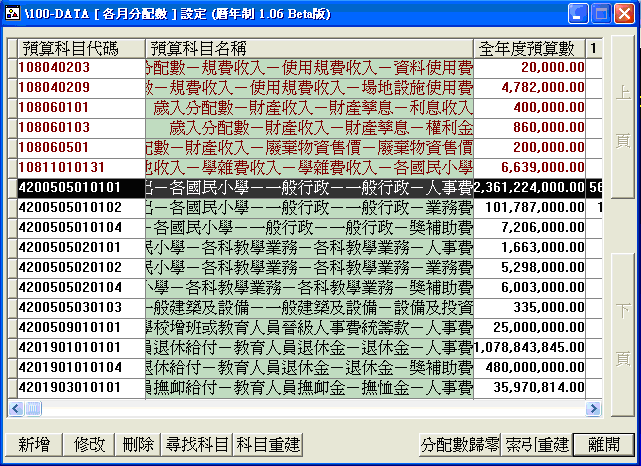 \100-DATA [ 各月分配數 ] 設定 (曆年制 1.06 Beta版)
預算科目代碼 預算科目名稱 全年度預算數 1
108040203 分配數－規費收入－使用規費收入－資料使用費 20,000.00
108040209 數－規費收入－使用規費收入－場地設施使用費 4,782,000.00
108060101 歲入分配數－財產收入－財產孳息－利息收入 400,000.00
108060103 歲入分配數－財產收入－財產孳息－權利金 860,000.00
108060501 配數－財產收入－廢棄物資售價－廢棄物資售價 200,000.00
10811010131 他收入－學雜費收入－學雜費收入－各國民小學 6,639,000.00
4200505010101 出－各國民小學－一般行政－一般行政－人事費 2,361,224,000.00 56
4200505010102 出－各國民小學－一般行政－一般行政－業務費 101,787,000.00 1
4200505010104 －各國民小學－一般行政－一般行政－獎補助費 7,206,000.00
4200505020101 民小學－各科教學業務－各科教學業務－人事費 1,663,000.00
4200505020102 民小學－各科教學業務－各科教學業務－業務費 5,298,000.00
4200505020104 小學－各科教學業務－各科教學業務－獎補助費 6,003,000.00
4200505030103 一般建築及設備－一般建築及設備－設備及投資 335,000.00
4200509010101 學校增班或教育人員晉級人事費統籌款－人事費 25,000,000.00
4201901010101 員退休給付－教育人員退休金－退休金－人事費 1,078,843,845.00
4201901010104 員退休給付－教育人員退休金－退休金－獎補助費 480,000,000.00
4201903010101 員撫卹給付－教育人員撫卹金－撫恤金－人事費 35,970,814.00
上
頁
下
頁
新增 修改 刪除 尋找科目 科目重建 分配數歸零 索引重建 離開